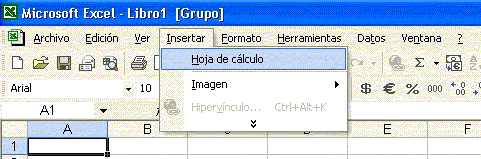 Microsoft Excel - Libro1 [Grupo]
Archivo Edición Ver Insertar Formato Herramientas Datos Ventana ?
Hoja de cálculo
Arial 10 Imagen $ € %
A1 Hipervínculo... Ctrl+Alt+K
A B E F
1